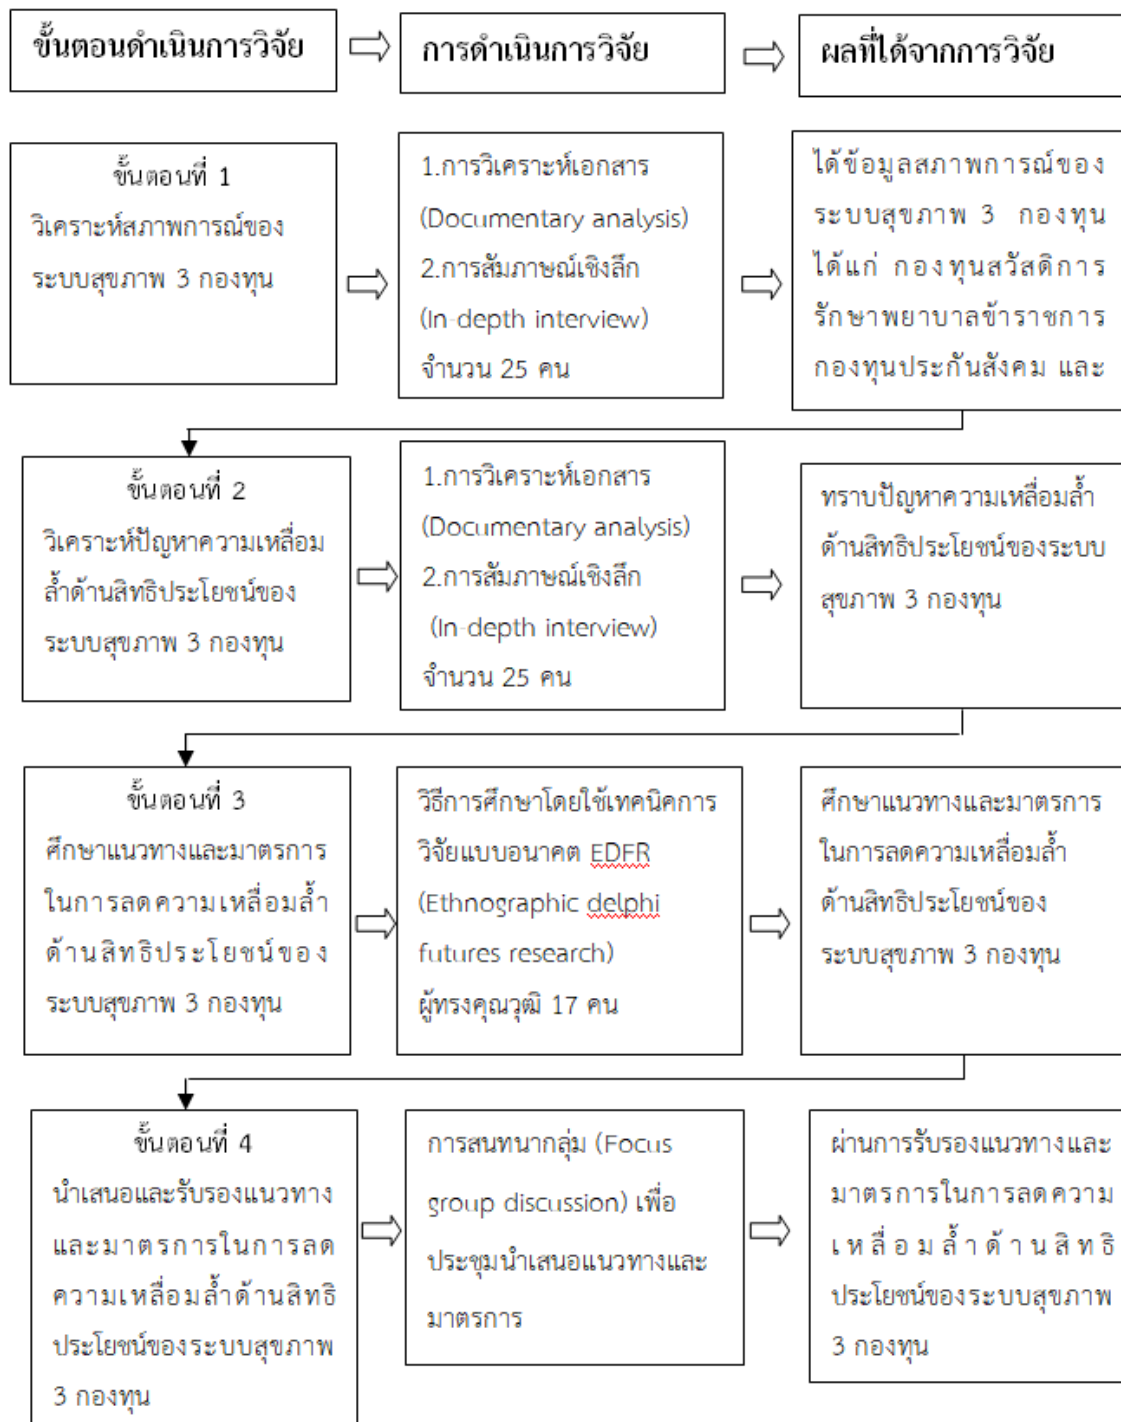 ขั้นตอนดำเนินการวิจัย
การดำเนินการวิจัย
ผลที่ได้จากการวิจัย
ขั้นตอนที่ 1
วิเคราะห์สภาพการณ์ของ
ระบบสุขภาพ 3 กองทุน
1.การวิเคราะห์เอกสาร
(Documentary analysis)
2.การสัมภาษณ์เชิงลึก
(In-depth interview)
จำนวน 25 คน
ได้ข้อมูลสภาพการณ์ของ
ระบบสุขภาพ 3 กองทุน
ได้แก่ กองทุนสวัสดิการ
รักษาพยาบาลข้าราชการ
กองทุนประกันสังคม และ
ขั้นตอนที่ 2
วิเคราะห์ปัญหาความเหลื่อม
ล้ำด้านสิทธิประโยชน์ของ
ระบบสุขภาพ 3 กองทุน
1.การวิเคราะห์เอกสาร
(Documentary analysis)
2.การสัมภาษณ์เชิงลึก
(In-depth interview)
จำนวน 25 คน
ทราบปัญหาความเหลื่อมล้ำ
ด้านสิทธิประโยชน์ของระบบ
สุขภาพ 3 กองทุน
ขั้นตอนที่ 3
ศึกษาแนวทางและมาตรการ
ในการลดความเหลื่อมล้ำ
ด้านสิทธิประโยชน์ของ
ระบบสุขภาพ 3 กองทุน
วิธีการศึกษาโดยใช้เทคนิคการ
วิจัยแบบอนาคต EDFR
(Ethnographic delphi
futures research)
ผู้ทรงคุณวุฒิ 17 คน
ศึกษาแนวทางและมาตรการ
ในการลดความเหลื่อมล้ำ
ด้านสิทธิประโยชน์ของ
ระบบสุขภาพ 3 กองทุน
ขั้นตอนที่ 4
นำเสนอและรับรองแนวทาง
และมาตรการในการลด
ความเหลื่อมล้ำด้านสิทธิ
ประโยชน์ของระบบสุขภาพ
3 กองทุน
การสนทนากลุ่ม (Focus
group discussion) เพื่อ
ประชุมนำเสนอแนวทางและ
มาตรการ
ผ่านการรับรองแนวทางและ
มาตรการในการลดความ
เหลื่อมล้ำด้านสิทธิ
ประโยชน์ของระบบสุขภาพ
3 กองทุน